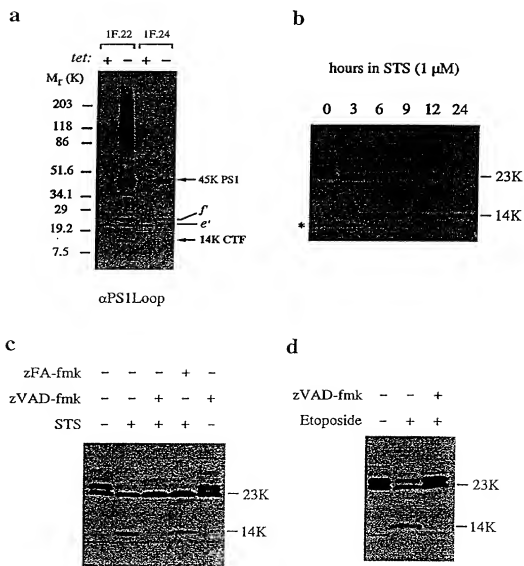 a
1F.22 1F.24
tet: + – + –
Mr (K)
203
118
86
51.6
34.1
29
19.2
7.5
45K PS1
f'
e'
14K CTF
αPS1Loop
b
hours in STS (1 μM)
0 3 6 9 12 24
23K
14K
*
c
zFA-fmk – – – + –
zVAD-fmk – – + – +
STS – + + + –
23K
14K
d
zVAD-fmk – – +
Etoposide – + +
23K
14K